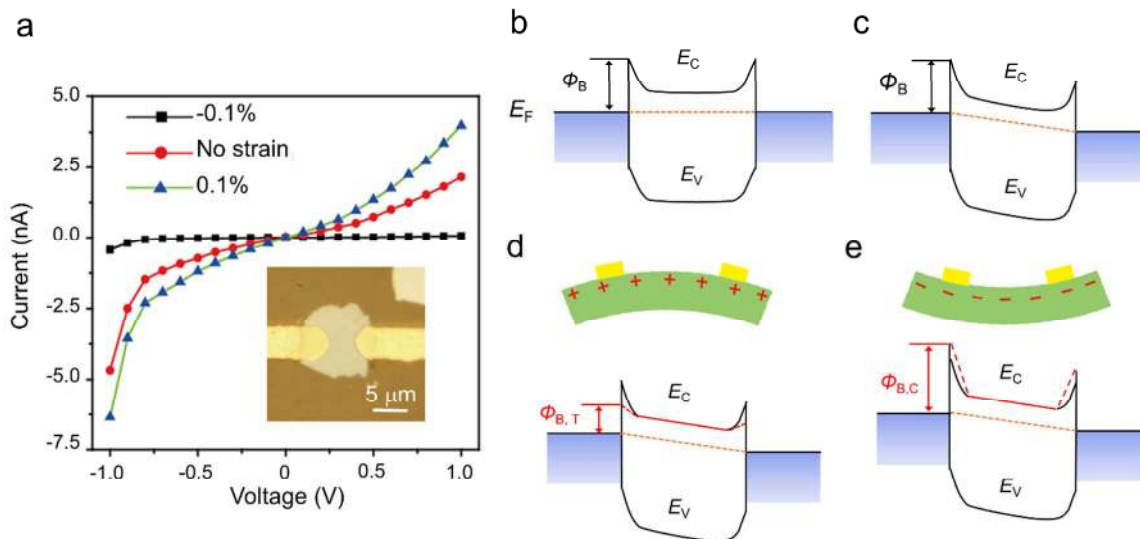 a
5.0
2.5
0.0
-2.5
-5.0
-7.5
Current (nA)
-0.1%
No strain
0.1%
5 μm
-1.0 -0.5 0 0.5 1.0
Voltage (V)
b
Φ_B
E_C
E_F
E_V
c
Φ_B
E_C
E_V
d
+ + + + + + +
Φ_B, T
E_C
E_V
e
- - - - - - - -
Φ_B,C
E_C
E_V